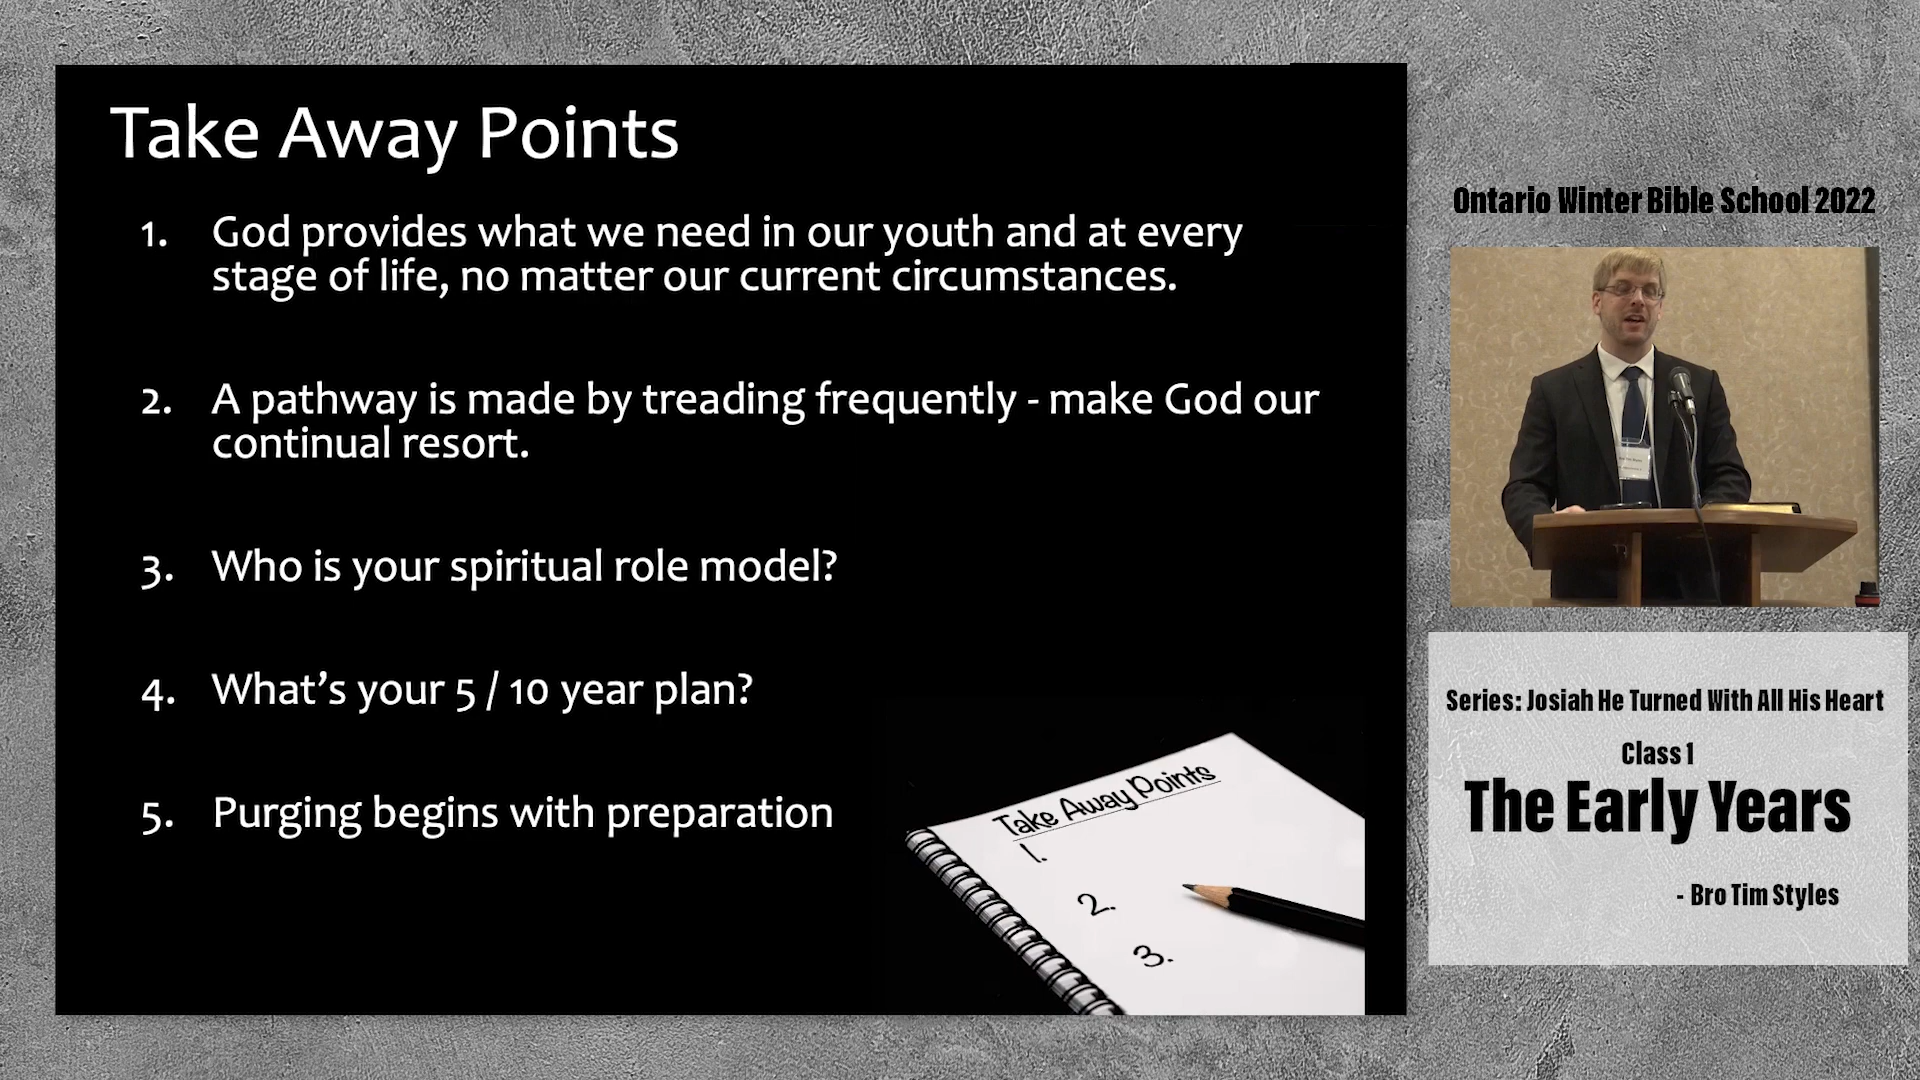 Take Away Points
1. God provides what we need in our youth and at every
stage of life, no matter our current circumstances.
2. A pathway is made by treading frequently - make God our
continual resort.
3. Who is your spiritual role model?
4. What’s your 5 / 10 year plan?
5. Purging begins with preparation
Take Away Points
1.
2.
3.
Ontario Winter Bible School 2022
Series: Josiah He Turned With All His Heart
Class 1
The Early Years
- Bro Tim Styles